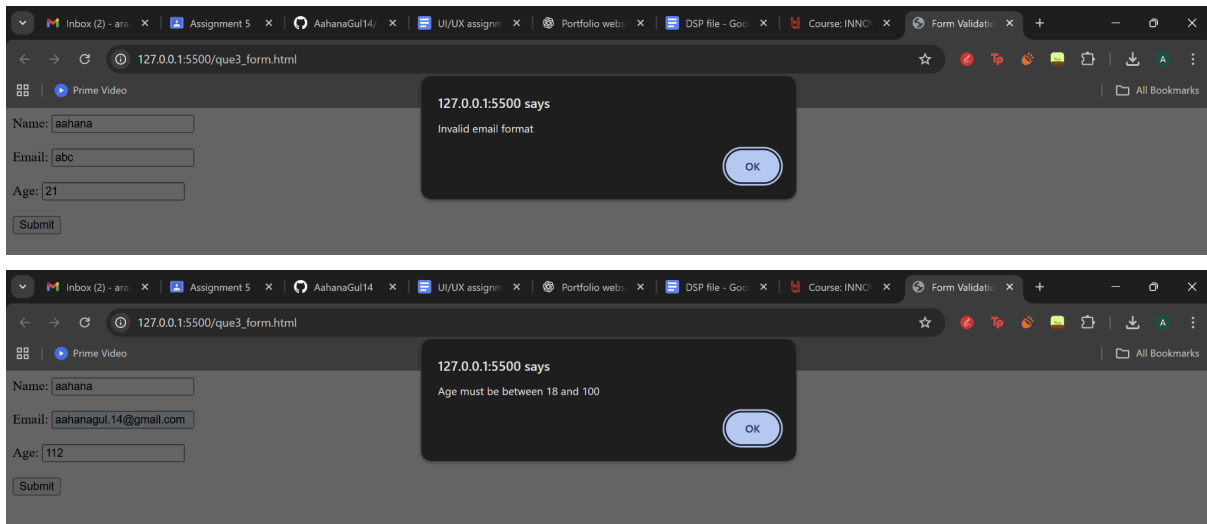 Inbox (2) - ara Assignment 5 AahanaGul14/ UI/UX assignm Portfolio webs DSP file - Goo Course: INNO Form Validatio
127.0.0.1:5500/que3_form.html Tp A
Prime Video All Bookmarks
127.0.0.1:5500 says
Invalid email format
OK
Name: aahana
Email: abc
Age: 21
Submit
Inbox (2) - ara Assignment 5 AahanaGul14 UI/UX assignm Portfolio webs DSP file - Goo Course: INNO Form Validatio
127.0.0.1:5500/que3_form.html Tp A
Prime Video All Bookmarks
127.0.0.1:5500 says
Age must be between 18 and 100
OK
Name: aahana
Email: aahanagul.14@gmail.com
Age: 112
Submit